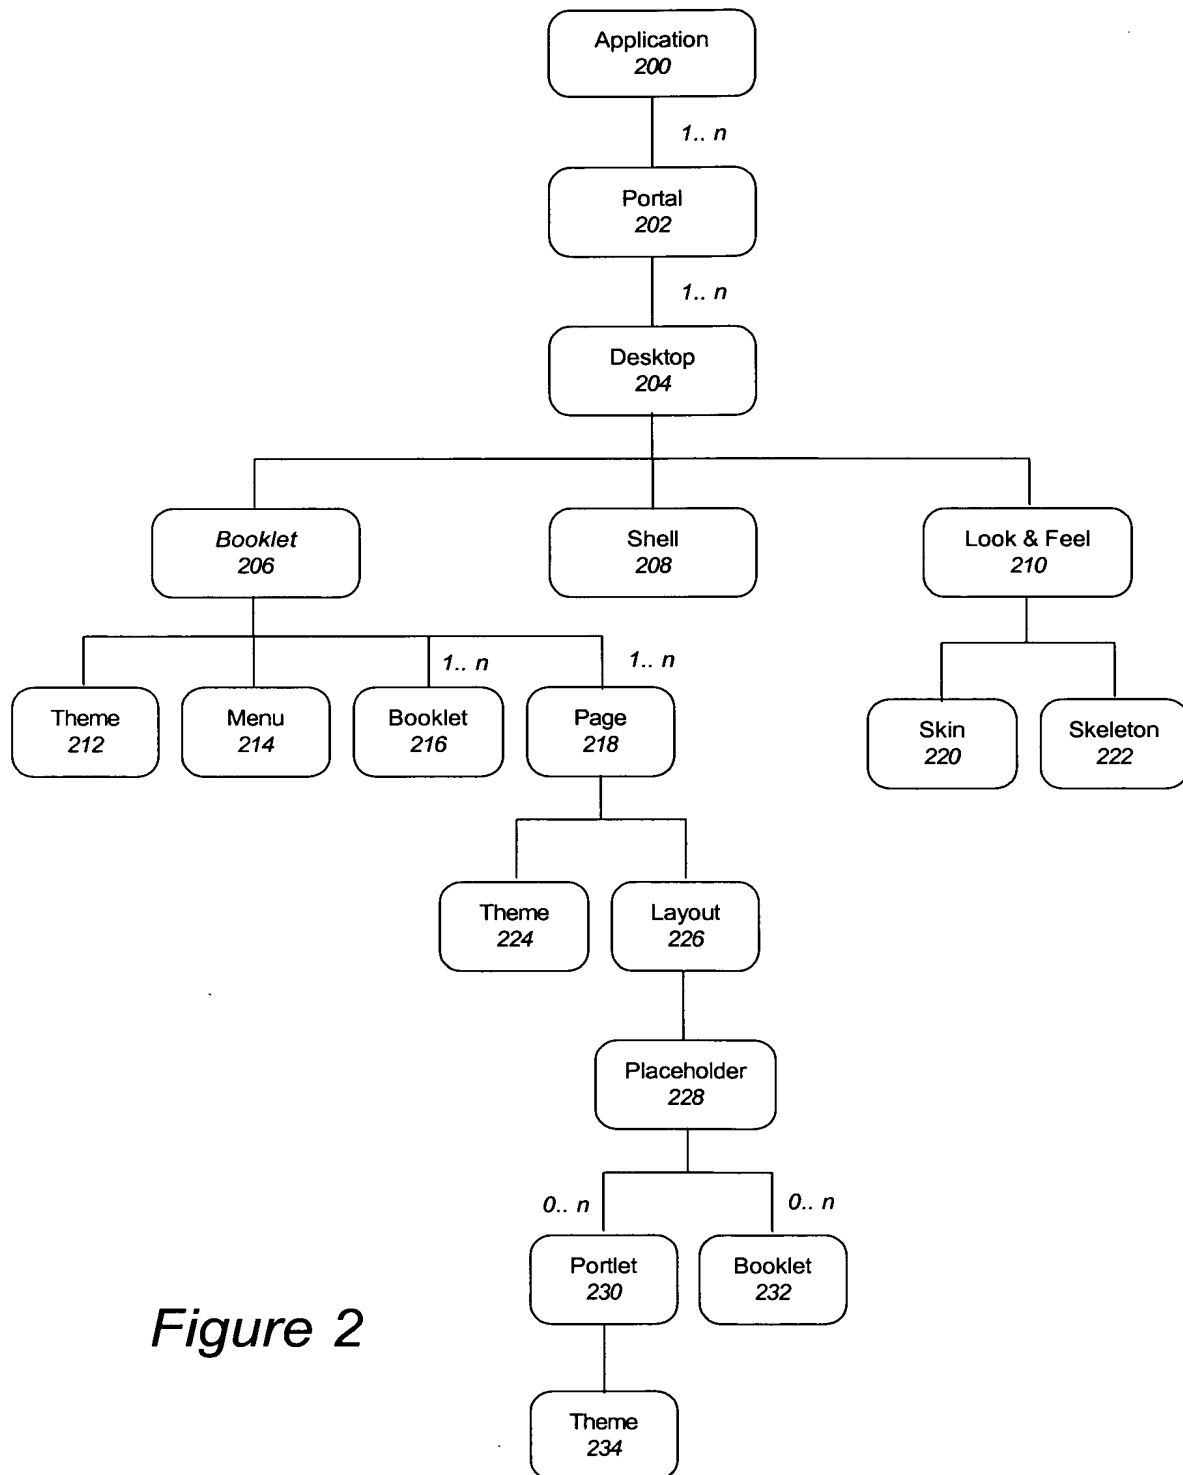 Application
200
1.. n
Portal
202
1.. n
Desktop
204
Booklet
206
Shell
208
Look & Feel
210
1.. n
1.. n
Theme
212
Menu
214
Booklet
216
Page
218
Skin
220
Skeleton
222
Theme
224
Layout
226
Placeholder
228
0.. n
0.. n
Portlet
230
Booklet
232
Figure 2
Theme
234